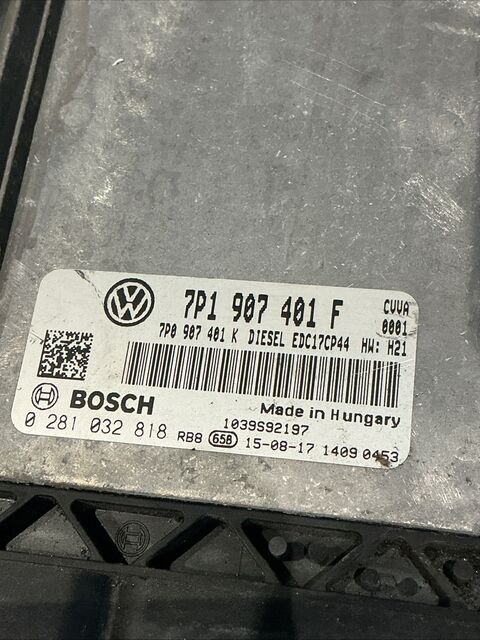 7P1 907 401 F CVVA
0001
7P0 907 401 K DIESEL EDC17CP44 HW: H21
BOSCH
Made in Hungary
1039S92197
0 281 032 818 RB8 658 15-08-17 1409 0453